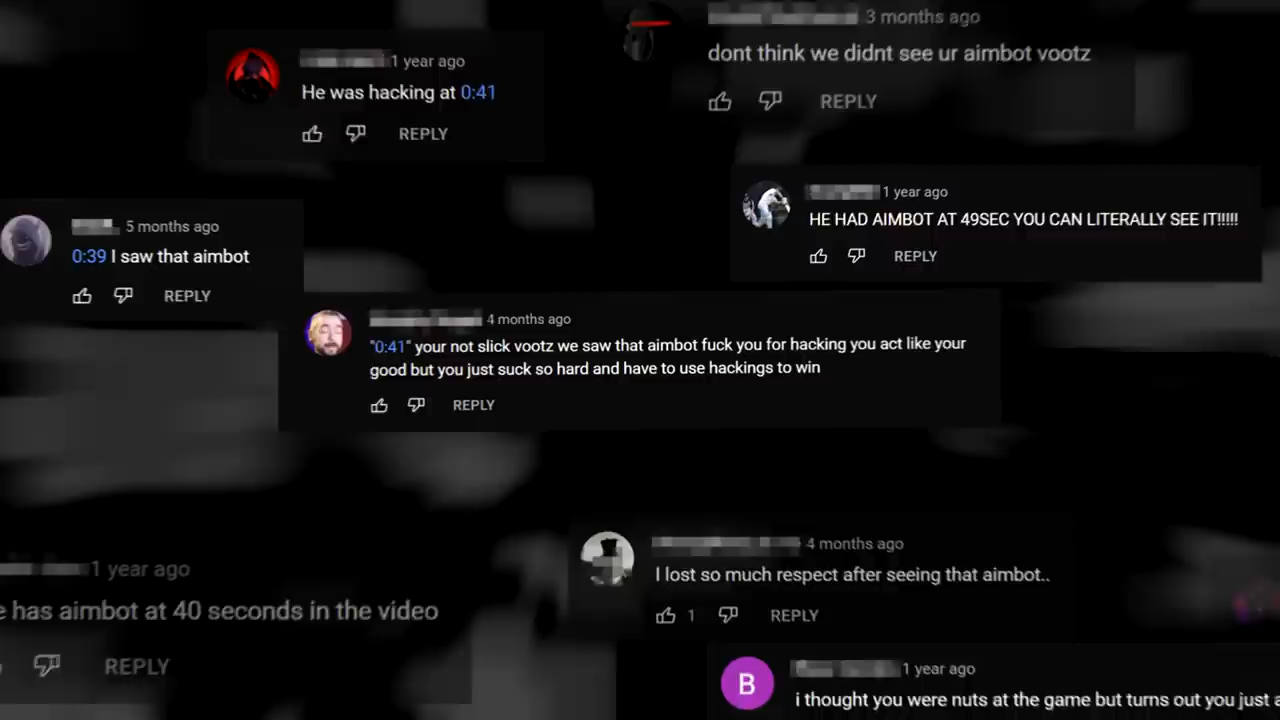 3 months ago
dont think we didnt see ur aimbot vootz
REPLY
1 year ago
He was hacking at 0:41
REPLY
1 year ago
HE HAD AIMBOT AT 49SEC YOU CAN LITERALLY SEE IT!!!!!
REPLY
5 months ago
0:39 I saw that aimbot
REPLY
4 months ago
"0:41" your not slick vootz we saw that aimbot fuck you for hacking you act like your
good but you just suck so hard and have to use hackings to win
REPLY
4 months ago
I lost so much respect after seeing that aimbot..
1 REPLY
1 year ago
has aimbot at 40 seconds in the video
REPLY
B
1 year ago
i thought you were nuts at the game but turns out you just